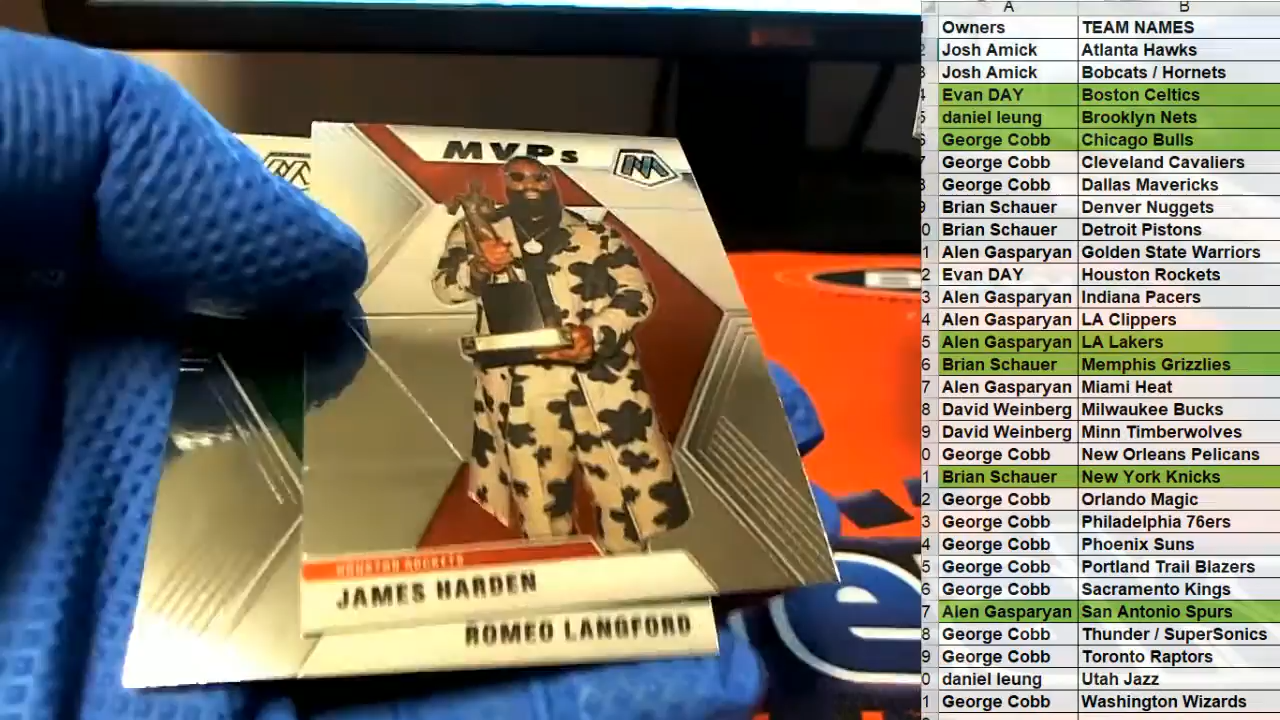 MVPs
HOUSTON ROCKETS
JAMES HARDEN
ROMEO LANGFORD
A B
Owners TEAM NAMES
Josh Amick Atlanta Hawks
Josh Amick Bobcats / Hornets
Evan DAY Boston Celtics
daniel leung Brooklyn Nets
George Cobb Chicago Bulls
George Cobb Cleveland Cavaliers
George Cobb Dallas Mavericks
Brian Schauer Denver Nuggets
Brian Schauer Detroit Pistons
Alen Gasparyan Golden State Warriors
Evan DAY Houston Rockets
Alen Gasparyan Indiana Pacers
Alen Gasparyan LA Clippers
Alen Gasparyan LA Lakers
Brian Schauer Memphis Grizzlies
Alen Gasparyan Miami Heat
David Weinberg Milwaukee Bucks
David Weinberg Minn Timberwolves
George Cobb New Orleans Pelicans
Brian Schauer New York Knicks
George Cobb Orlando Magic
George Cobb Philadelphia 76ers
George Cobb Phoenix Suns
George Cobb Portland Trail Blazers
George Cobb Sacramento Kings
Alen Gasparyan San Antonio Spurs
George Cobb Thunder / SuperSonics
George Cobb Toronto Raptors
daniel leung Utah Jazz
George Cobb Washington Wizards